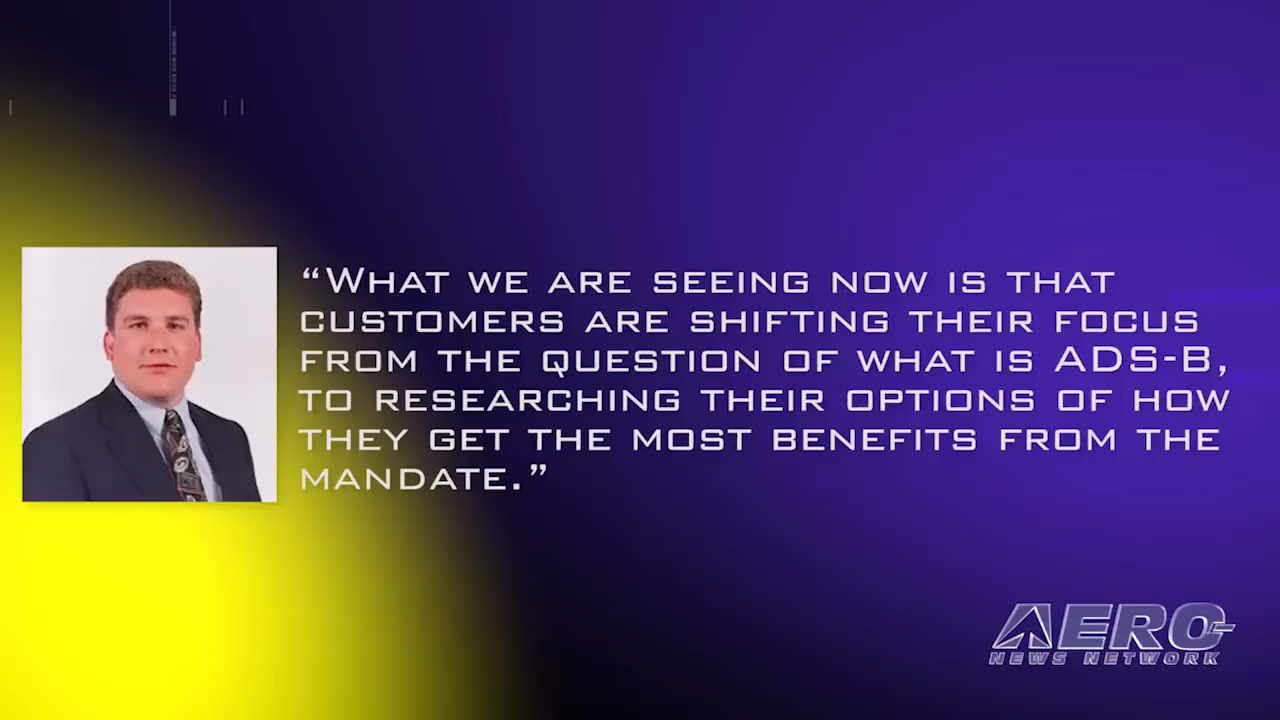 “What we are seeing now is that
customers are shifting their focus
from the question of what is ADS-B,
to researching their options of how
they get the most benefits from the
mandate.”
AERO-
NEWS NETWORK